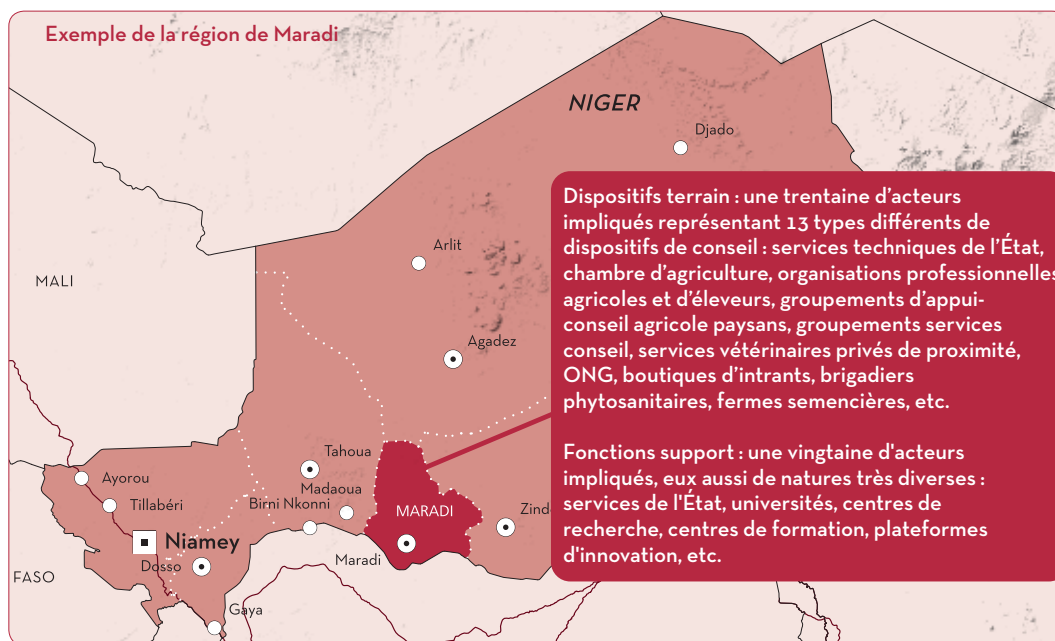 Exemple de la région de Maradi
NIGER
Djado
Arlit
MALI
Agadez
Dispositifs terrain : une trentaine d’acteurs
impliqués représentant 13 types différents de
dispositifs de conseil : services techniques de l’État,
chambre d’agriculture, organisations professionnelles
agricoles et d’éleveurs, groupements d’appui-
conseil agricole paysans, groupements services
conseil, services vétérinaires privés de proximité,
ONG, boutiques d’intrants, brigadiers
phytosanitaires, fermes semencières, etc.
Fonctions support : une vingtaine d'acteurs
impliqués, eux aussi de natures très diverses :
services de l'État, universités, centres de
recherche, centres de formation, plateformes
d'innovation, etc.
Tahoua
Ayorou
Madaoua
Tillabéri
Birni Nkonni
MARADI
Zind
Niamey
Maradi
Dosso
FASO
Gaya